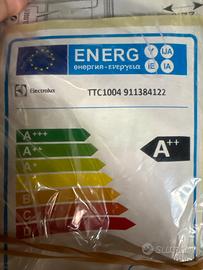 ENERG
Y
IJA
IE
IA
енергия·ενεργεια
Electrolux
TTC1004 911384122
A+++
A++
A+
A
B
C
D
A++